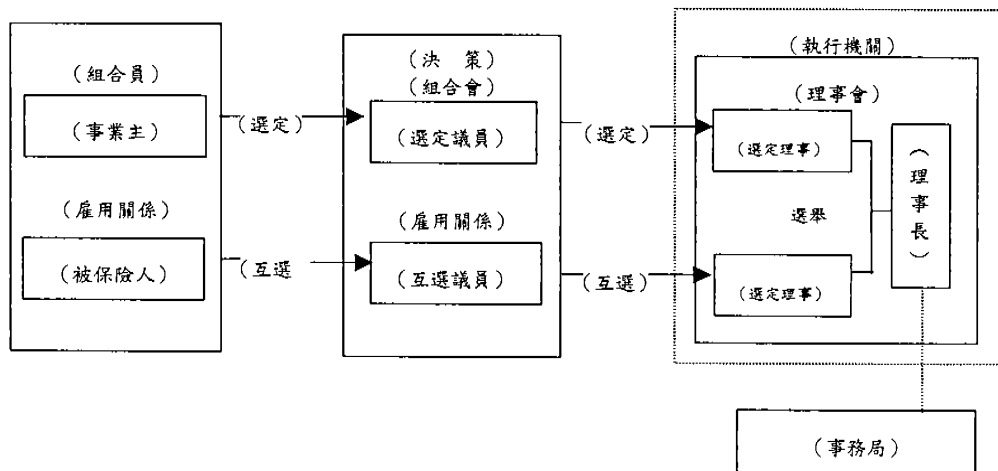 (組合員)
(事業主)
(雇用關係)
(被保險人)
(選定)
(互選
(決 策)
(組合會)
(選定議員)
(雇用關係)
(互選議員)
(選定)
(互選)
(執行機關)
(理事會)
(選定理事)
選舉
(選定理事)
(理事長)
(事務局)